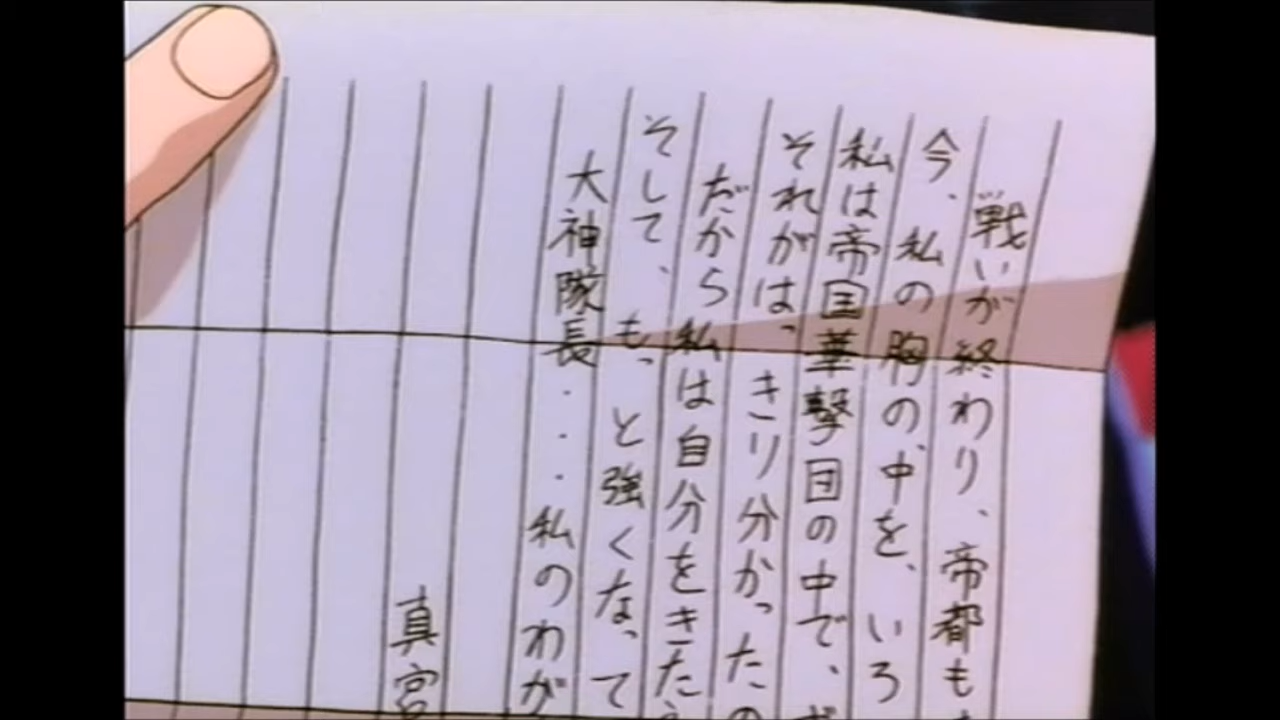 戦いが終わり、帝都も
今、私の胸の中を、いろ
私は帝国華撃団の中で、
それがは、きり分かったの
だから私は自分をきた
そして、もっと強くなって
大神隊長...私のわが
真宮